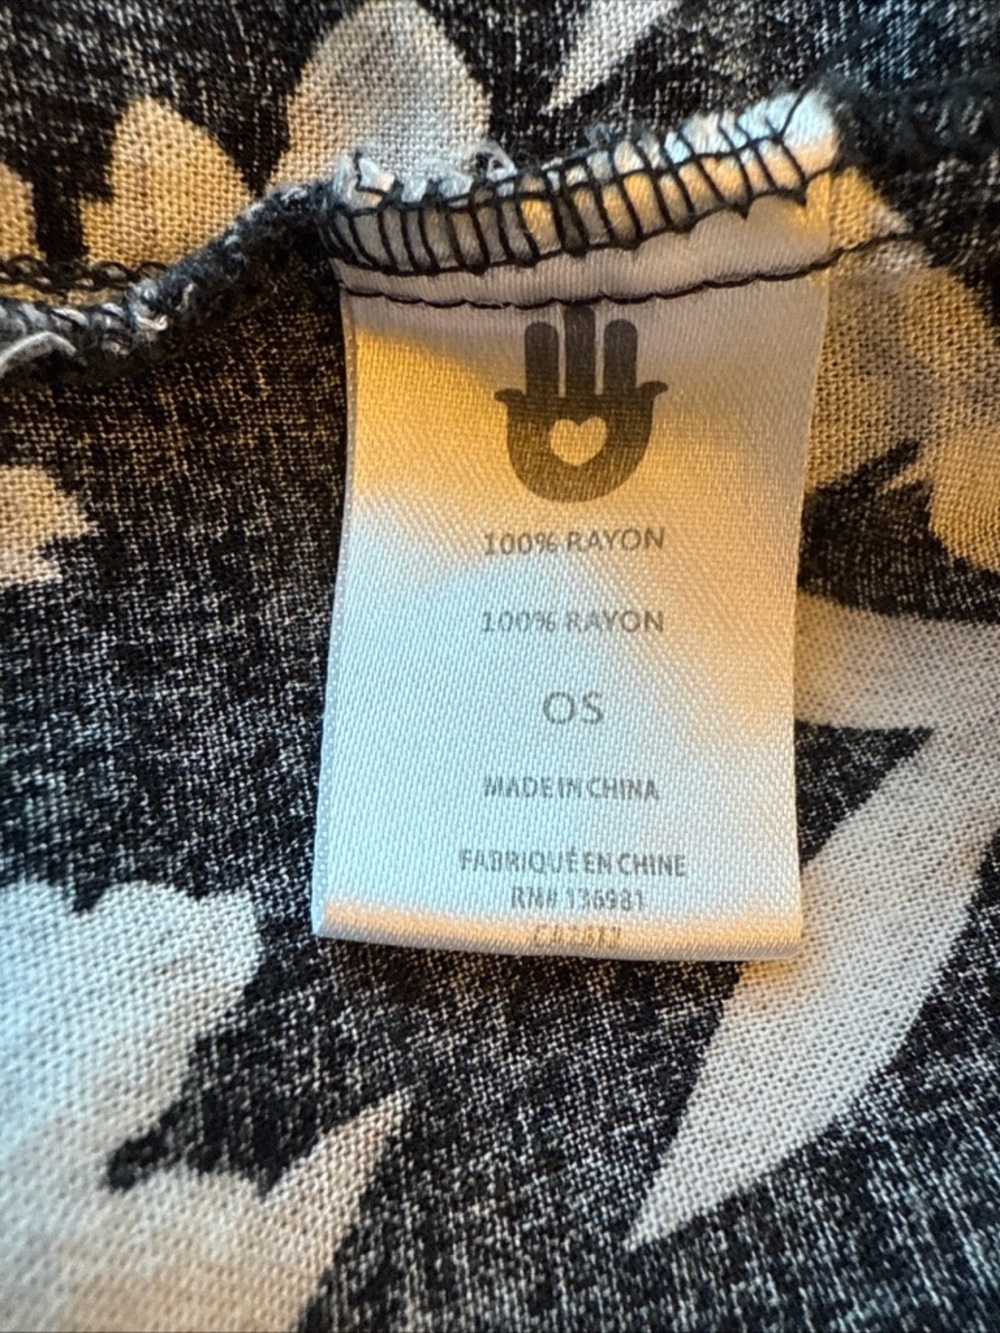 100% RAYON
100% RAYON
OS
MADE IN CHINA
FABRIQUÉ EN CHINE
RN# 136981